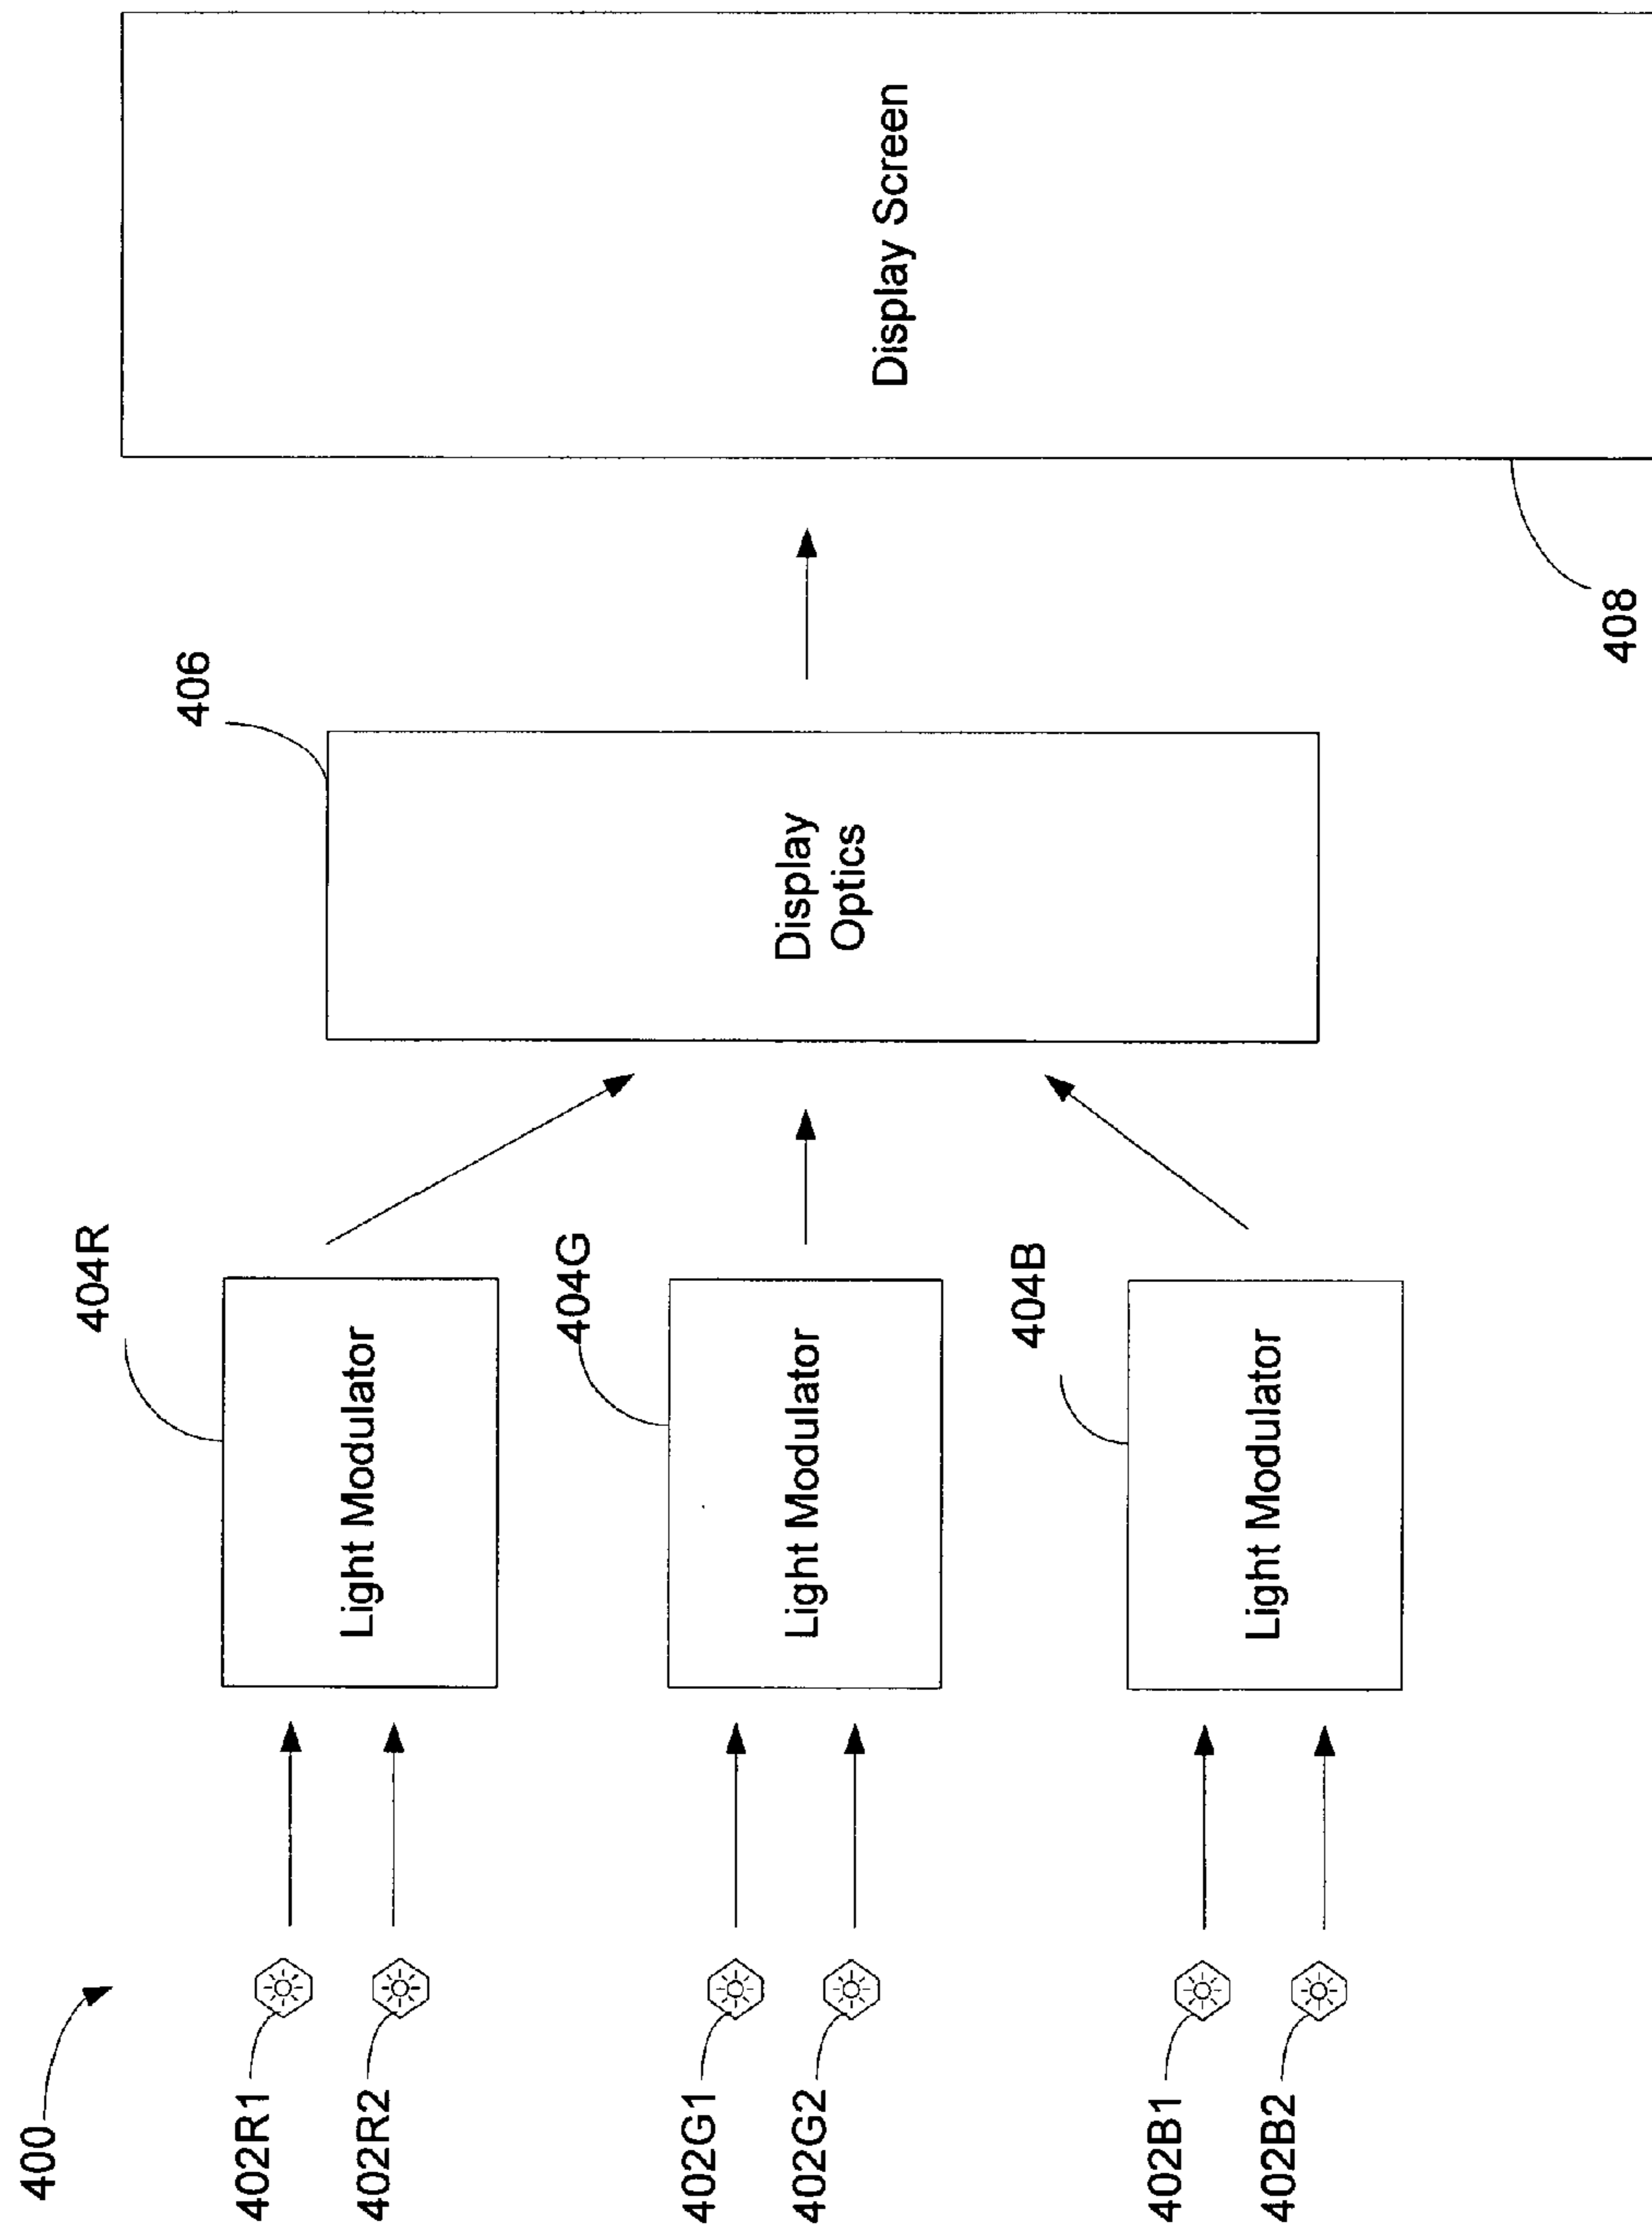 400
402R1
402R2
402G1
402G2
402B1
402B2
404R
Light Modulator
404G
Light Modulator
404B
Light Modulator
406
Display
Optics
408
Display Screen